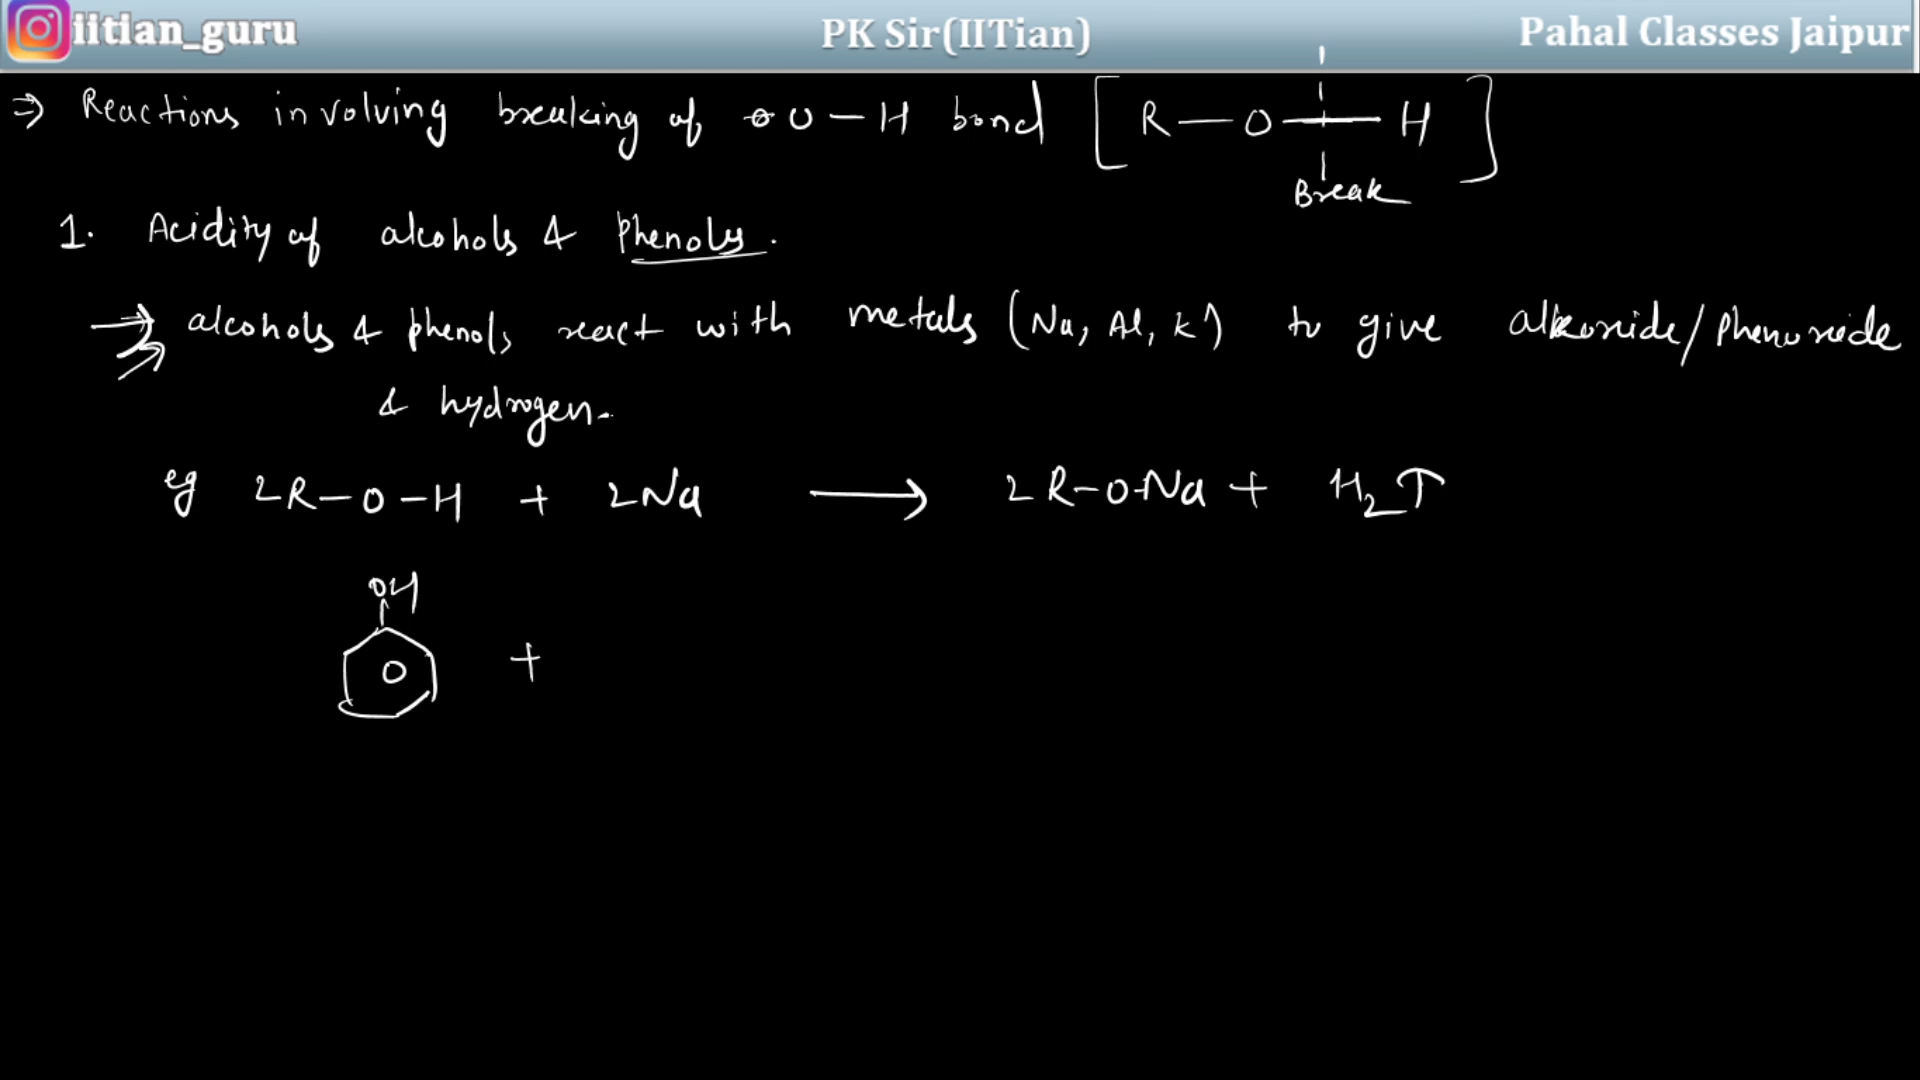 iitian_guru PK Sir(IITian) Pahal Classes Jaipur
⇒ Reactions involving breaking of O-H bond [R-O-H]
Break
1. Acidity of alcohols & Phenols.
→ alcohols & phenols react with metals (Na, Al, K) to give alkoxide/Phenoxide
& hydrogen.
eg 2R-O-H + 2Na → 2R-O-Na + H₂↑
OH
+